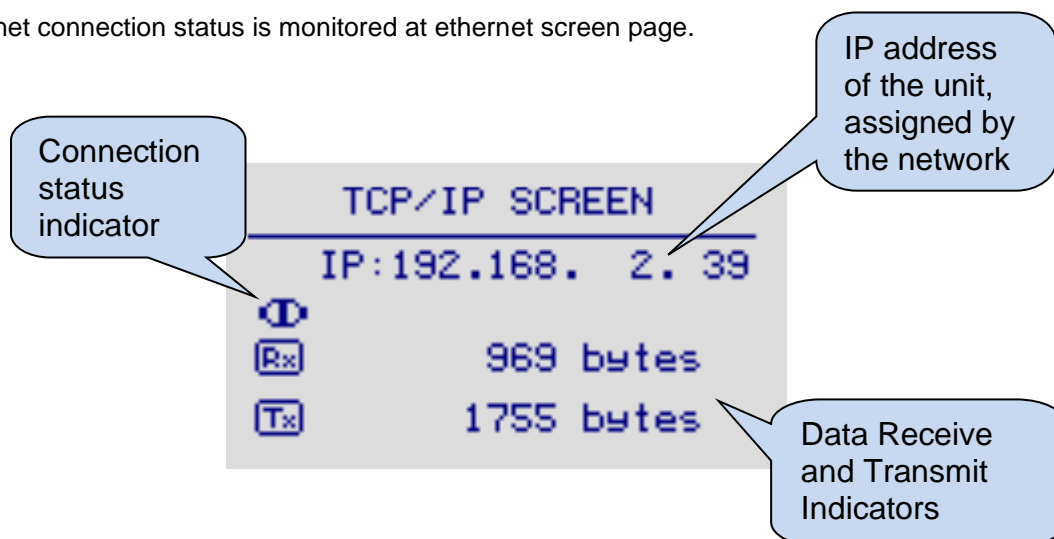 net connection status is monitored at ethernet screen page.
IP address
of the unit,
assigned by
the network
Connection
status
indicator
TCP/IP SCREEN
IP:192.168. 2. 39
Rx 969 bytes
Tx 1755 bytes
Data Receive
and Transmit
Indicators